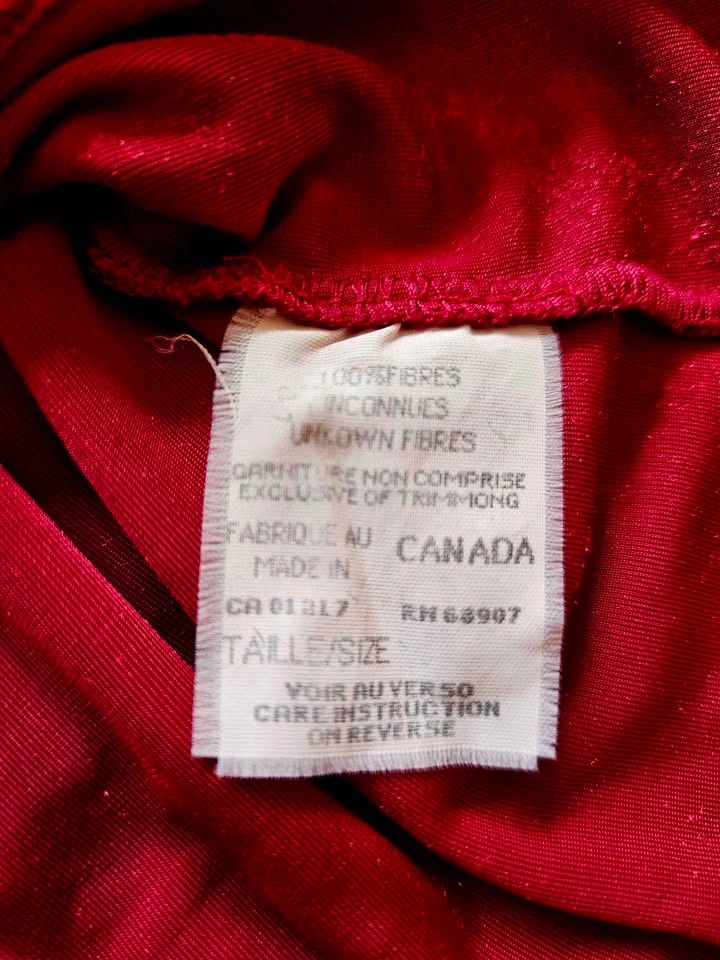 100%FIBRES
INCONNUES
UNKOWN FIBRES
GARNITURE NON COMPRISE
EXCLUSIVE OF TRIMMONG
FABRIQUE AU
MADE IN
CANADA
CA 01817
RN 68907
TAILLE/SIZE
VOIR AU VERSO
CARE INSTRUCTION
ON REVERSE